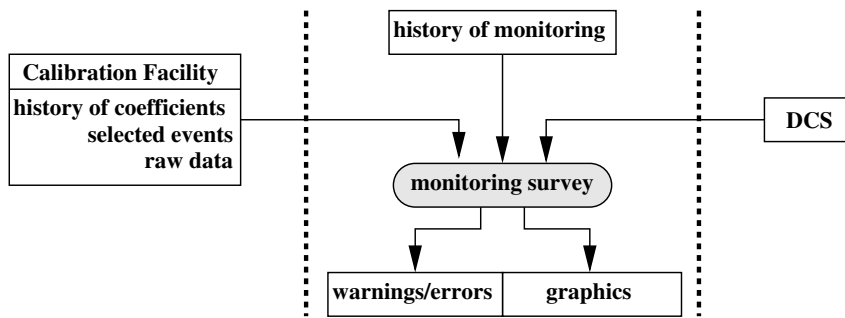 history of monitoring
Calibration Facility
history of coefficients
selected events
raw data
DCS
monitoring survey
warnings/errors
graphics